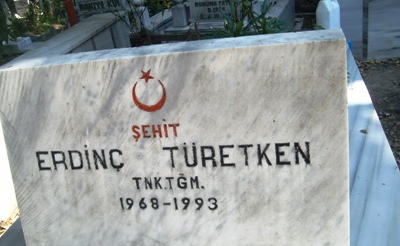 ŞEHİT
ERDİNÇ TÜRETKEN
TNK.TĞM.
1968-1993